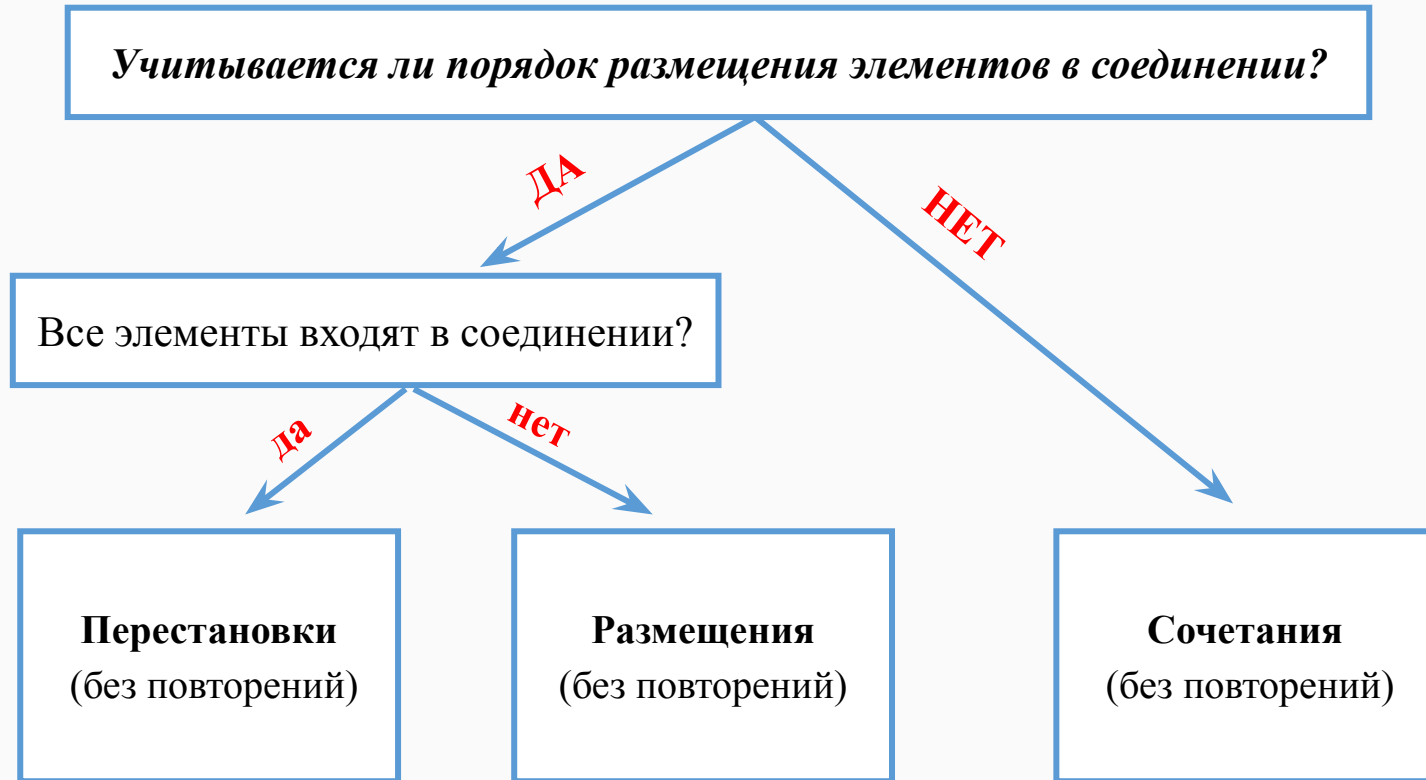 Учитывается ли порядок размещения элементов в соединении?
ДА
НЕТ
Все элементы входят в соединении?
да
нет
Перестановки
(без повторений)
Размещения
(без повторений)
Сочетания
(без повторений)